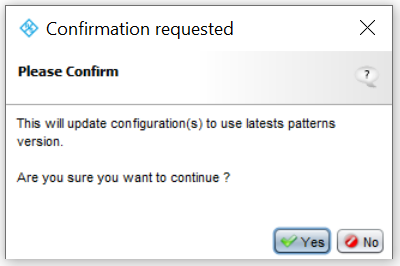 Confirmation requested
Please Confirm
?
This will update configuration(s) to use latests patterns
version.
Are you sure you want to continue ?
Yes
No